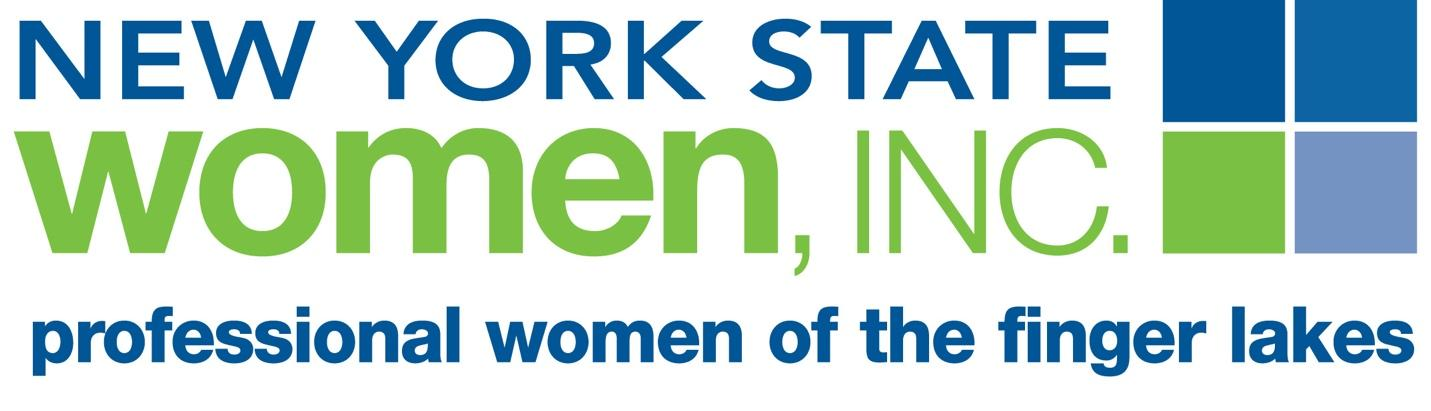 NEW YORK STATE
women, INC.
professional women of the finger lakes